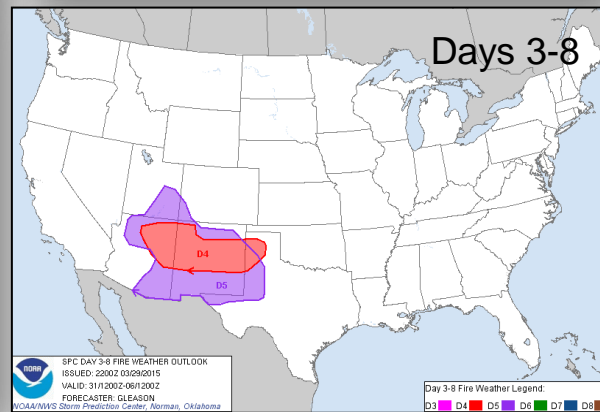 Days 3-8
D4
D5
NOAA
SPC DAY 3-8 FIRE WEATHER OUTLOOK
ISSUED: 2200Z 03/29/2015
VALID: 31/1200Z-06/1200Z
FORECASTER: GLEASON
NOAA/NWS Storm Prediction Center, Norman, Oklahoma
Day 3-8 Fire Weather Legend:
D3 D4 D5 D6 D7 D8